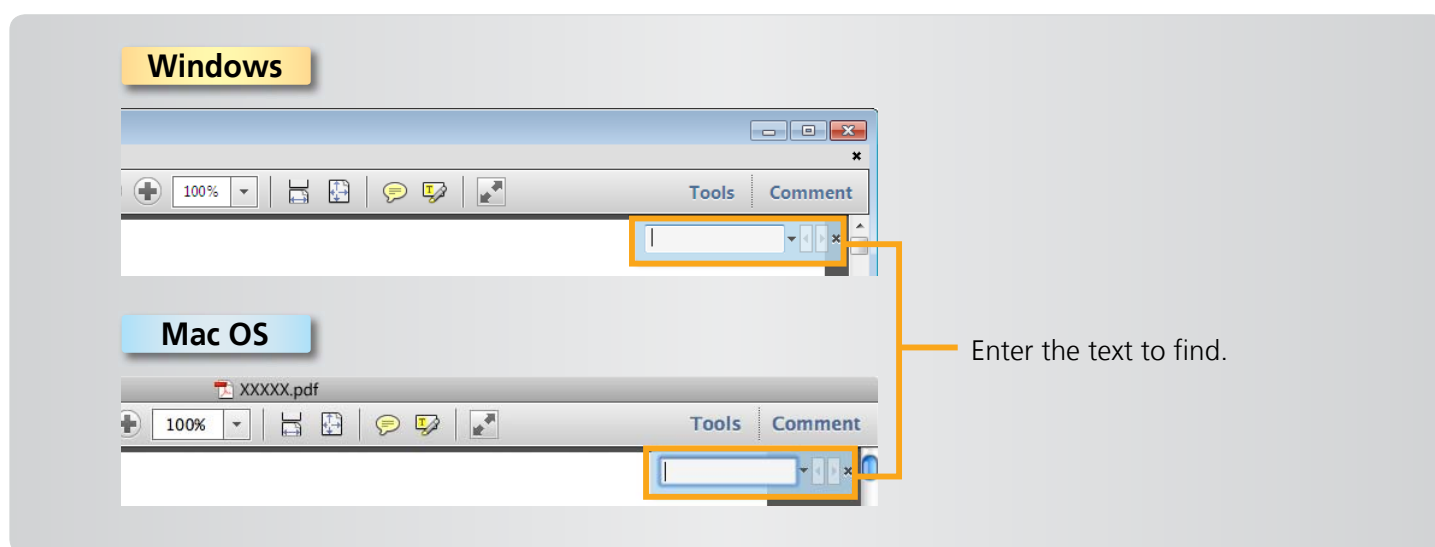 Windows
100%
Tools Comment
Mac OS
XXXXX.pdf
100%
Tools Comment
Enter the text to find.